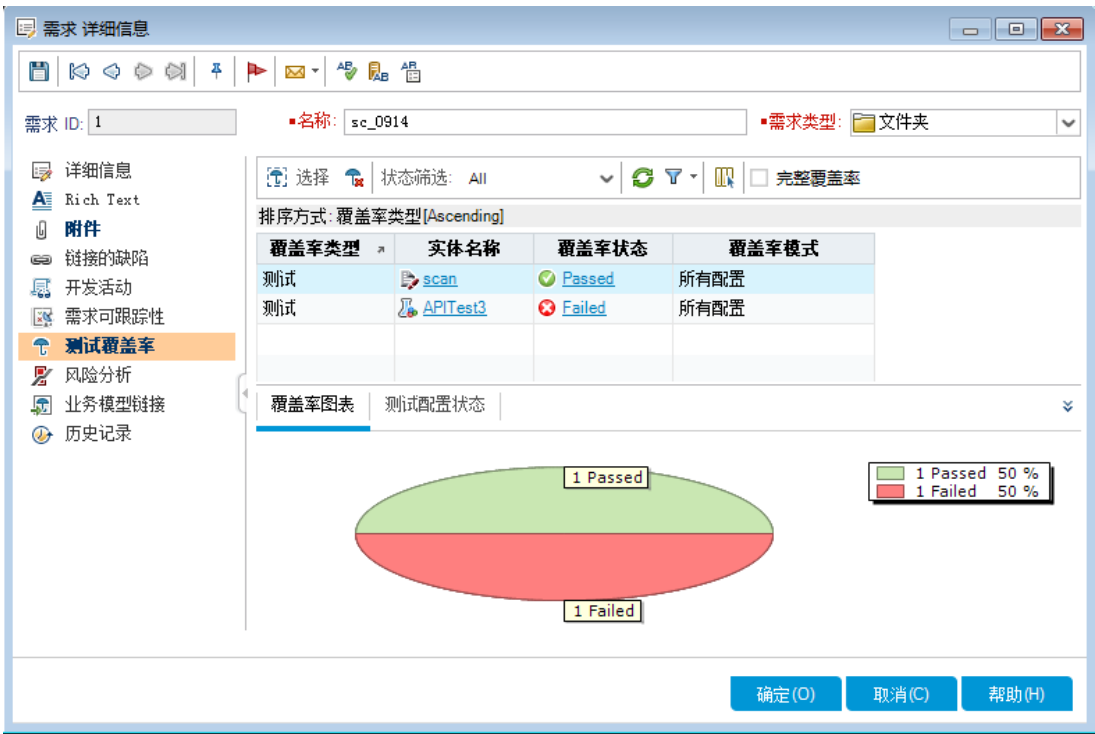 需求 详细信息
需求 ID: 1 名称: sc_0914 需求类型: 文件夹
详细信息
Rich Text
附件
链接的缺陷
开发活动
需求可跟踪性
测试覆盖率
风险分析
业务模型链接
历史记录
选择 状态筛选: All 完整覆盖率
排序方式: 覆盖率类型[Ascending]
覆盖率类型 实体名称 覆盖率状态 覆盖率模式
测试 scan Passed 所有配置
测试 APITest3 Failed 所有配置
覆盖率图表 测试配置状态
1 Passed
1 Failed
1 Passed 50 %
1 Failed 50 %
确定(O) 取消(C) 帮助(H)